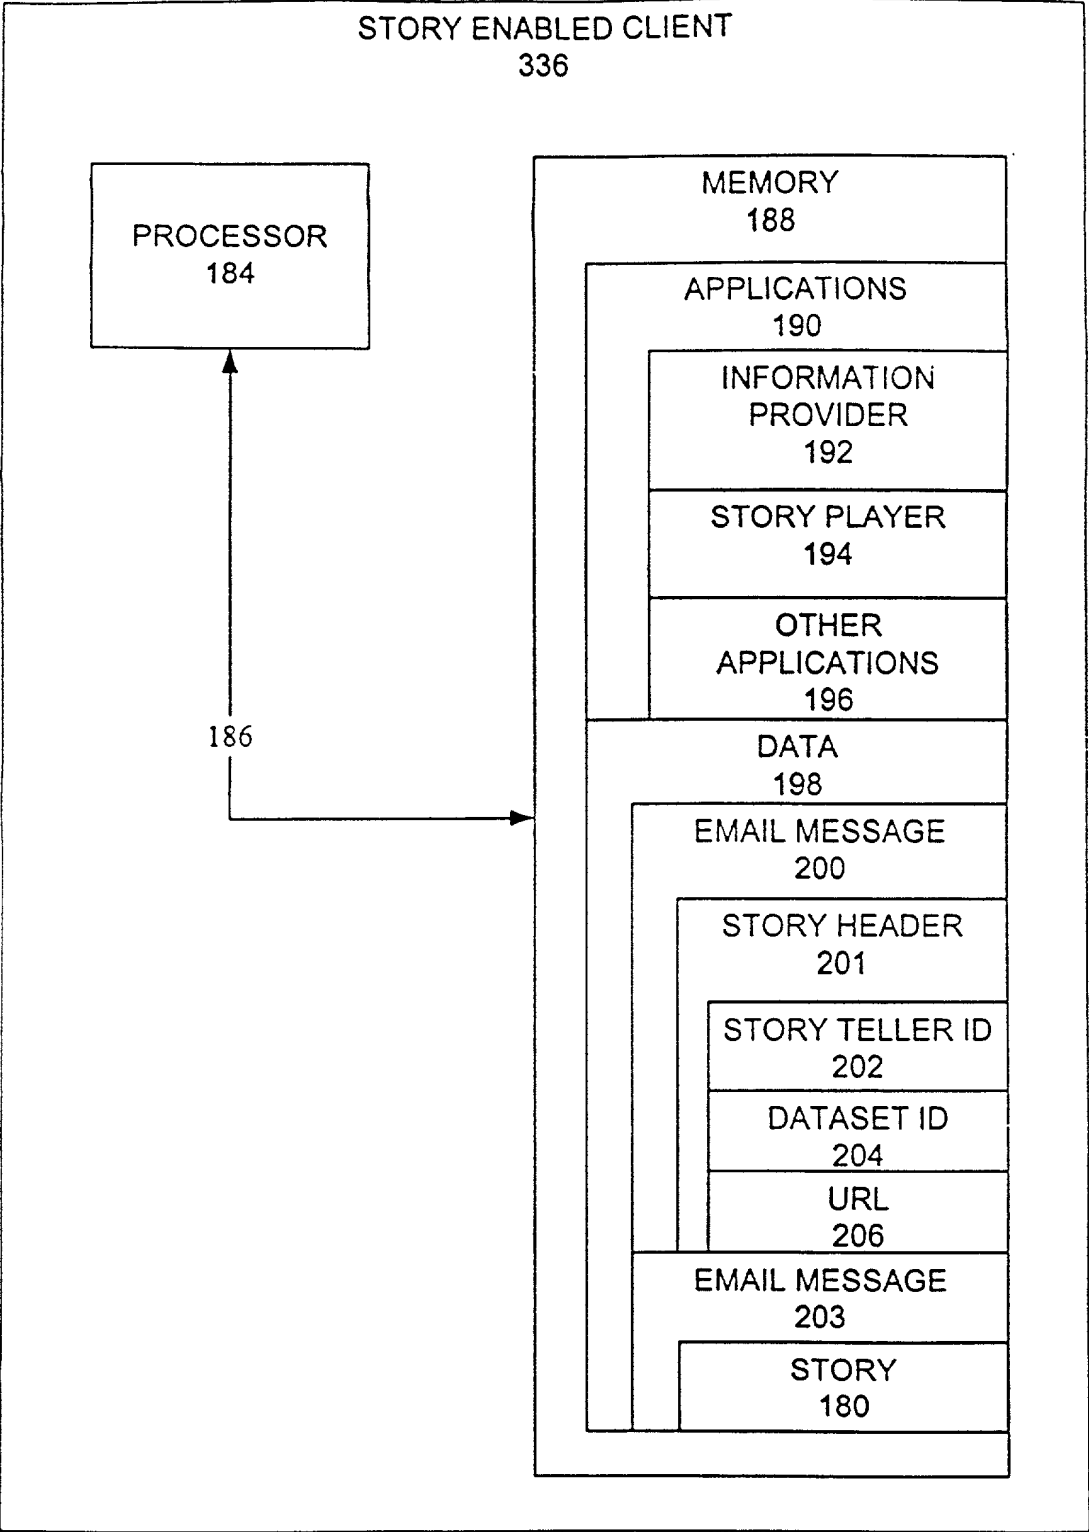 STORY ENABLED CLIENT
336
PROCESSOR
184
186
MEMORY
188
APPLICATIONS
190
INFORMATION
PROVIDER
192
STORY PLAYER
194
OTHER
APPLICATIONS
196
DATA
198
EMAIL MESSAGE
200
STORY HEADER
201
STORY TELLER ID
202
DATASET ID
204
URL
206
EMAIL MESSAGE
203
STORY
180